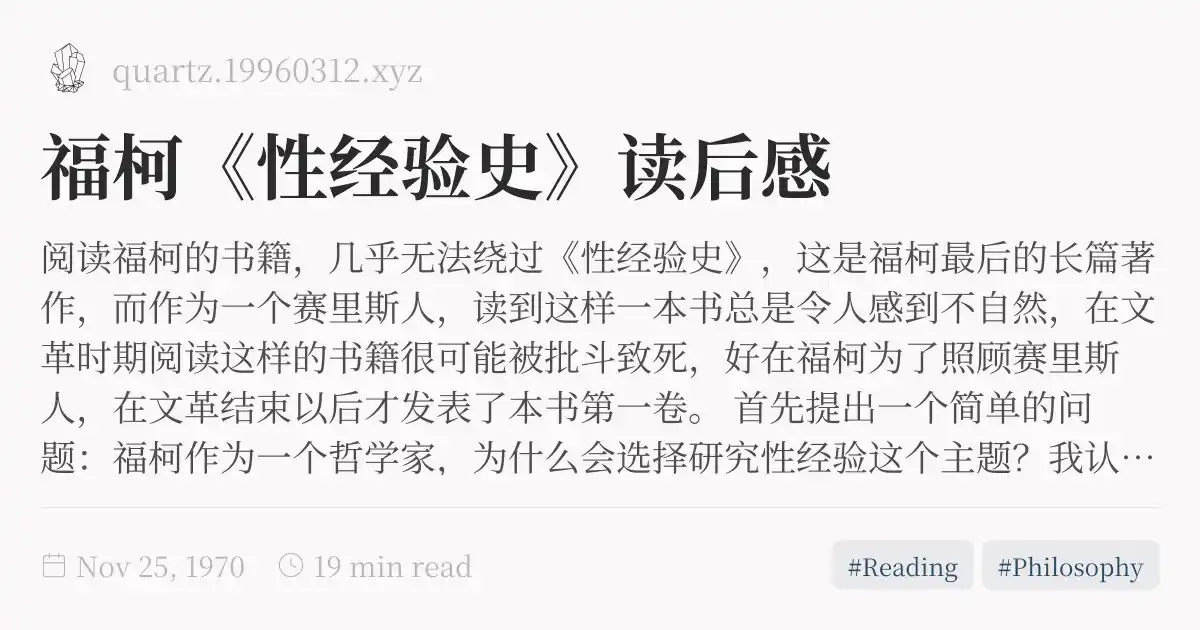 quartz.19960312.xyz
福柯《性经验史》读后感
阅读福柯的书籍，几乎无法绕过《性经验史》，这是福柯最后的长篇著
作，而作为一个赛里斯人，读到这样一本书总是令人感到不自然，在文
革时期阅读这样的书籍很可能被批斗致死，好在福柯为了照顾赛里斯
人，在文革结束以后才发表了本书第一卷。 首先提出一个简单的问
题：福柯作为一个哲学家，为什么会选择研究性经验这个主题？我认…
Nov 25, 1970 19 min read #Reading #Philosophy